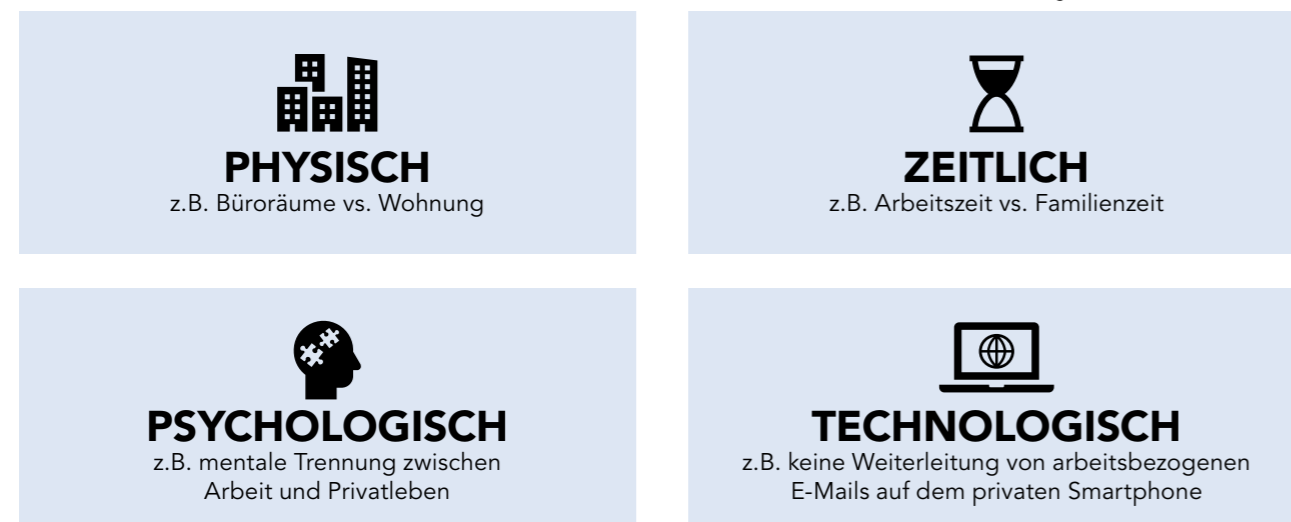 PHYSISCH
z.B. Büroräume vs. Wohnung
ZEITLICH
z.B. Arbeitszeit vs. Familienzeit
PSYCHOLOGISCH
z.B. mentale Trennung zwischen
Arbeit und Privatleben
TECHNOLOGISCH
z.B. keine Weiterleitung von arbeitsbezogenen
E-Mails auf dem privaten Smartphone